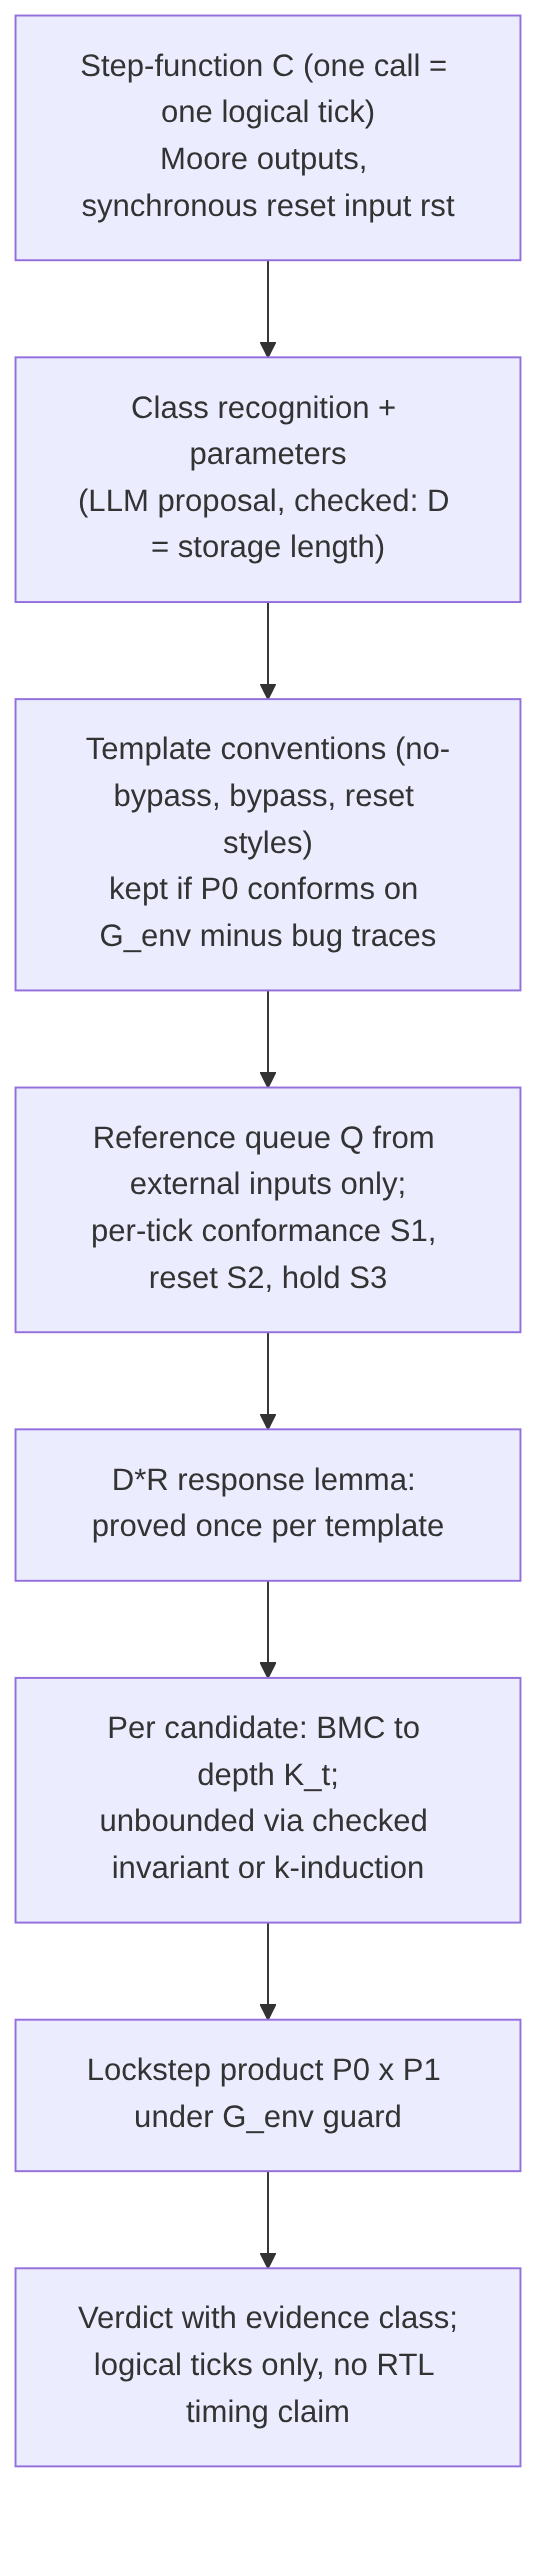 Step-function C (one call =
one logical tick)
Moore outputs,
synchronous reset input rst
Class recognition +
parameters
(LLM proposal, checked: D
= storage length)
Template conventions (no-
bypass, bypass, reset
styles)
kept if P0 conforms on
G_env minus bug traces
Reference queue Q from
external inputs only;
per-tick conformance S1,
reset S2, hold S3
D*R response lemma:
proved once per template
Per candidate: BMC to
depth K_t;
unbounded via checked
invariant or k-induction
Lockstep product P0 x P1
under G_env guard
Verdict with evidence class;
logical ticks only, no RTL
timing claim